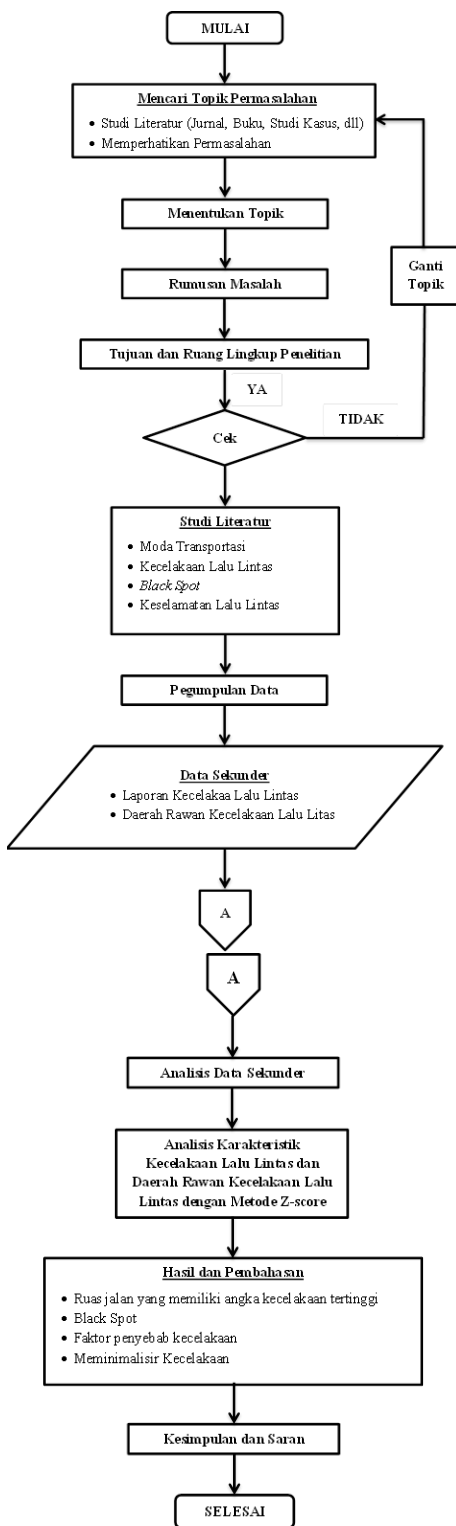 MULAI
Mencari Topik Permasalahan
• Studi Literatur (Jurnal, Buku, Studi Kasus, dll)
• Memperhatikan Permasalahan
Menentukan Topik
Ganti
Topik
Rumusan Masalah
Tujuan dan Ruang Lingkup Penelitian
YA
TIDAK
Cek
Studi Literatur
• Moda Transportasi
• Kecelakaan Lalu Lintas
• Black Spot
• Keselamatan Lalu Lintas
Pegumpulan Data
Data Sekunder
• Laporan Kecelakaa Lalu Lintas
• Daerah Rawan Kecelakaan Lalu Litas
A
A
Analisis Data Sekunder
Analisis Karakteristik
Kecelakaan Lalu Lintas dan
Daerah Rawan Kecelakaan Lalu
Lintas dengan Metode Z-score
Hasil dan Pembahasan
• Ruas jalan yang memiliki angka kecelakaan tertinggi
• Black Spot
• Faktor penyebab kecelakaan
• Meminimalisir Kecelakaan
Kesimpulan dan Saran
SELESAI